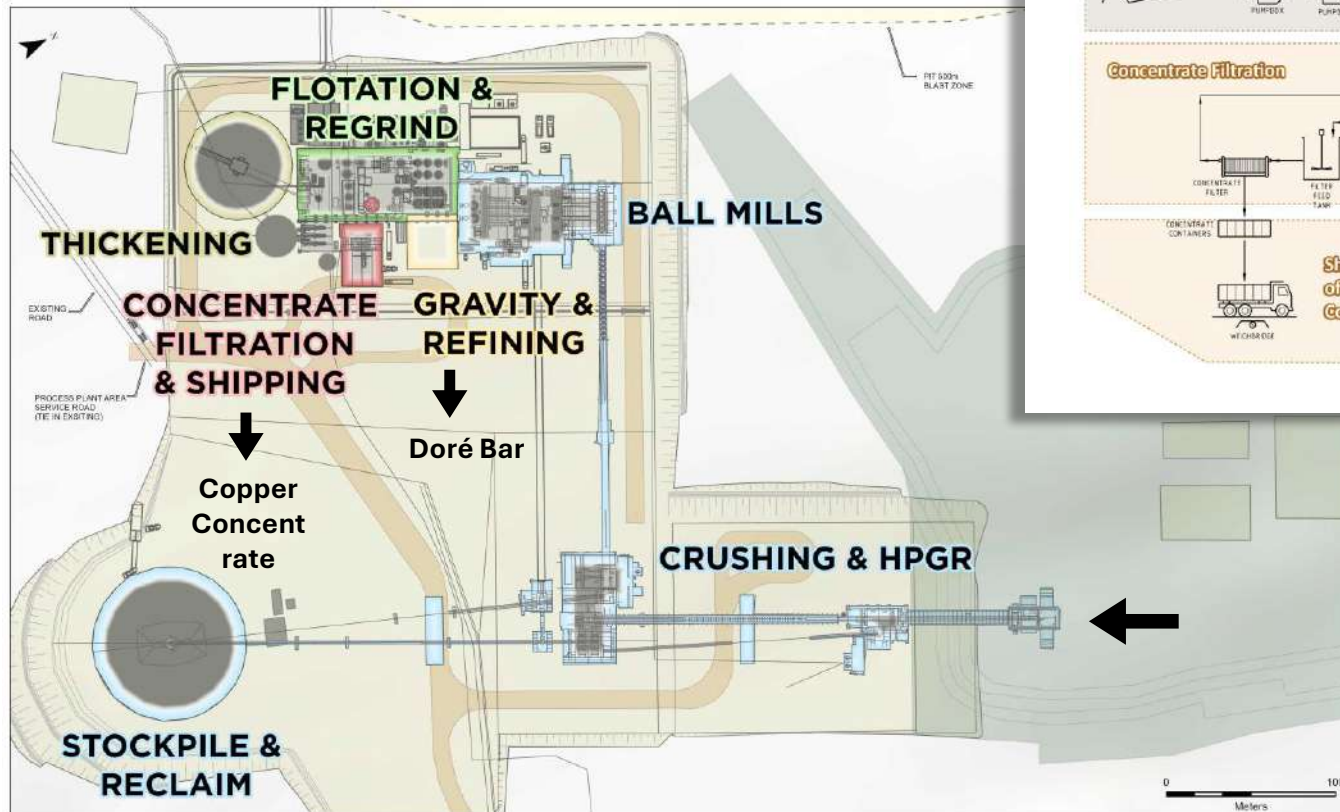 PUMPBOX
Concentrate Filtration
CONCENTRATE
FILTER
FILTER
FEED
TANK
CONCENTRATE
CONTAINERS
WEIGHBRIDGE
PIT 500m
BLAST ZONE
FLOTATION &
REGRIND
BALL MILLS
THICKENING
CONCENTRATE
FILTRATION
& SHIPPING
GRAVITY &
REFINING
EXISTING
ROAD
PROCESS PLANT AREA
SERVICE ROAD
(TIE IN EXSITING)
Doré Bar
Copper
Concent
rate
CRUSHING & HPGR
STOCKPILE &
RECLAIM
0
Meters